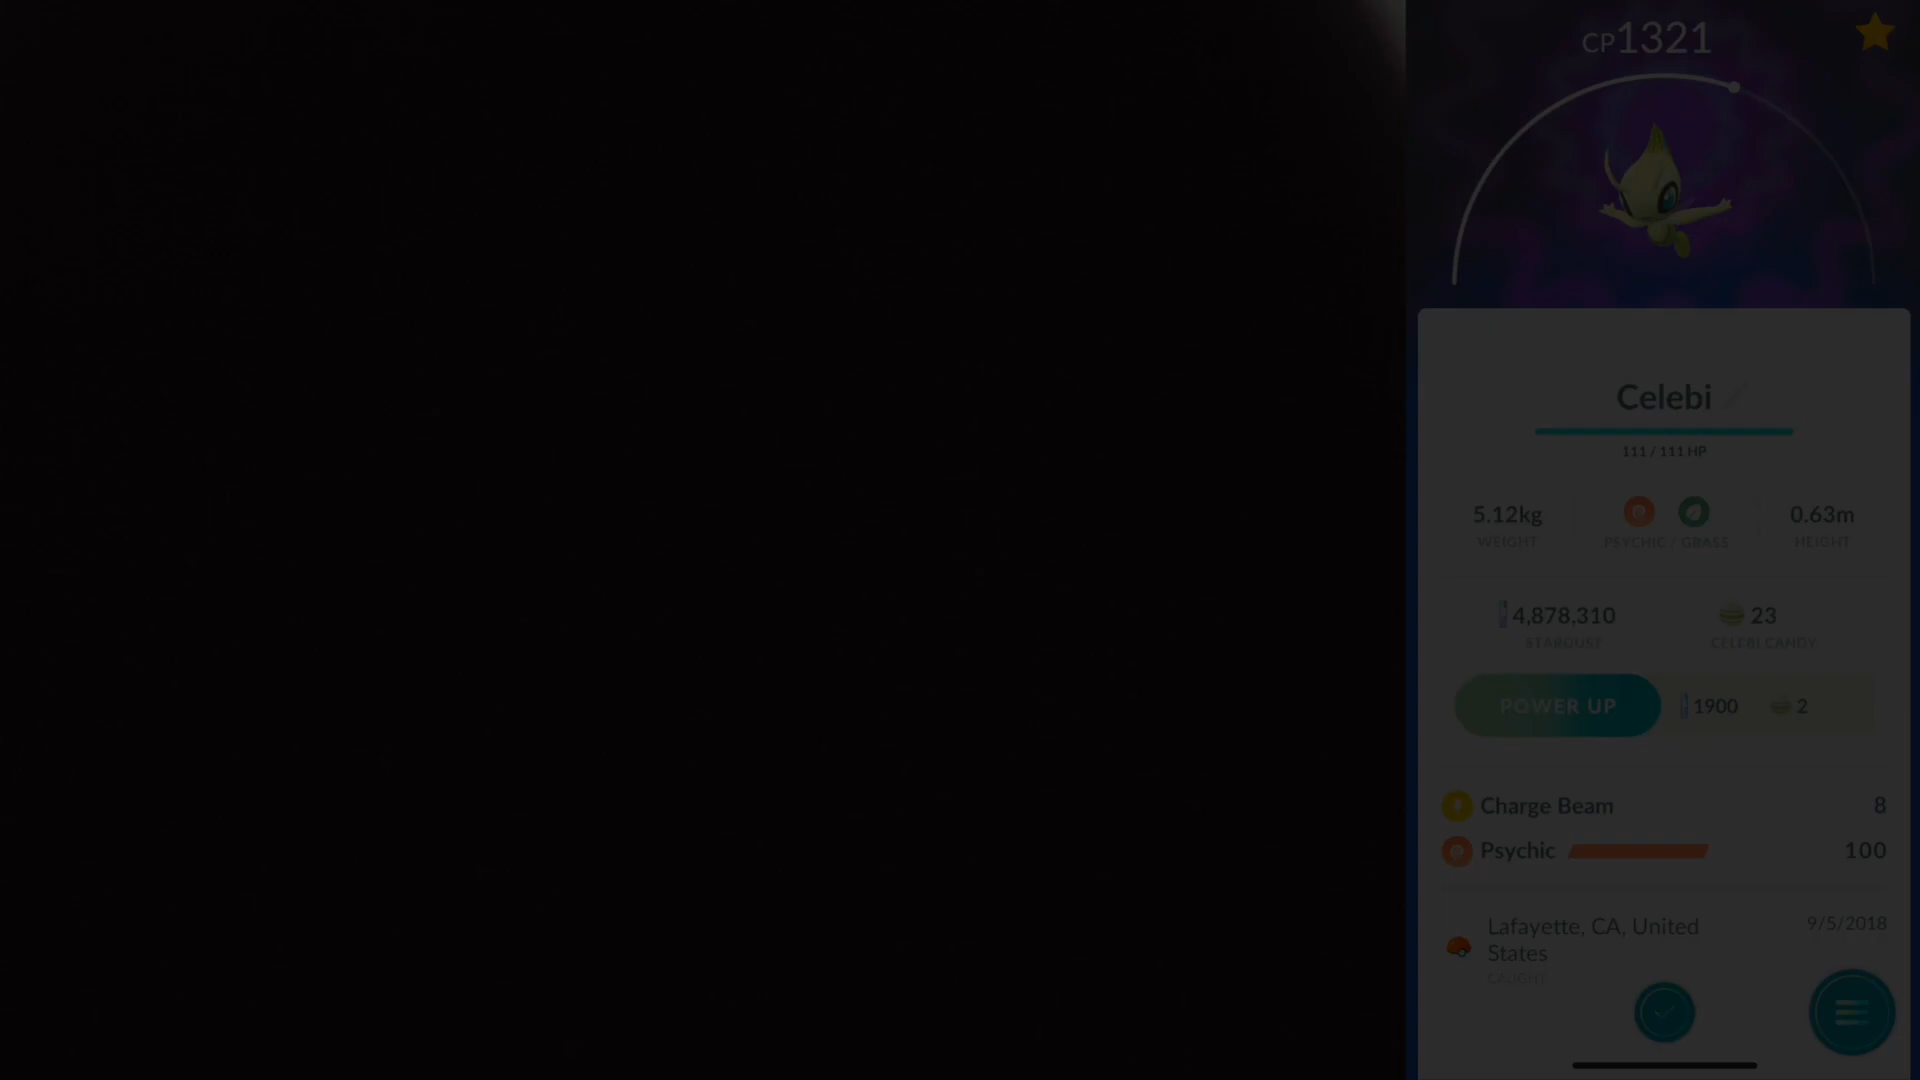 CP1321
Celebi
111 / 111 HP
5.12kg
WEIGHT
PSYCHIC / GRASS
0.63m
HEIGHT
4,878,310
STARDUST
23
CELEBI CANDY
POWER UP
1900
2
Charge Beam 8
Psychic 100
Lafayette, CA, United
States
9/5/2018
CAUGHT